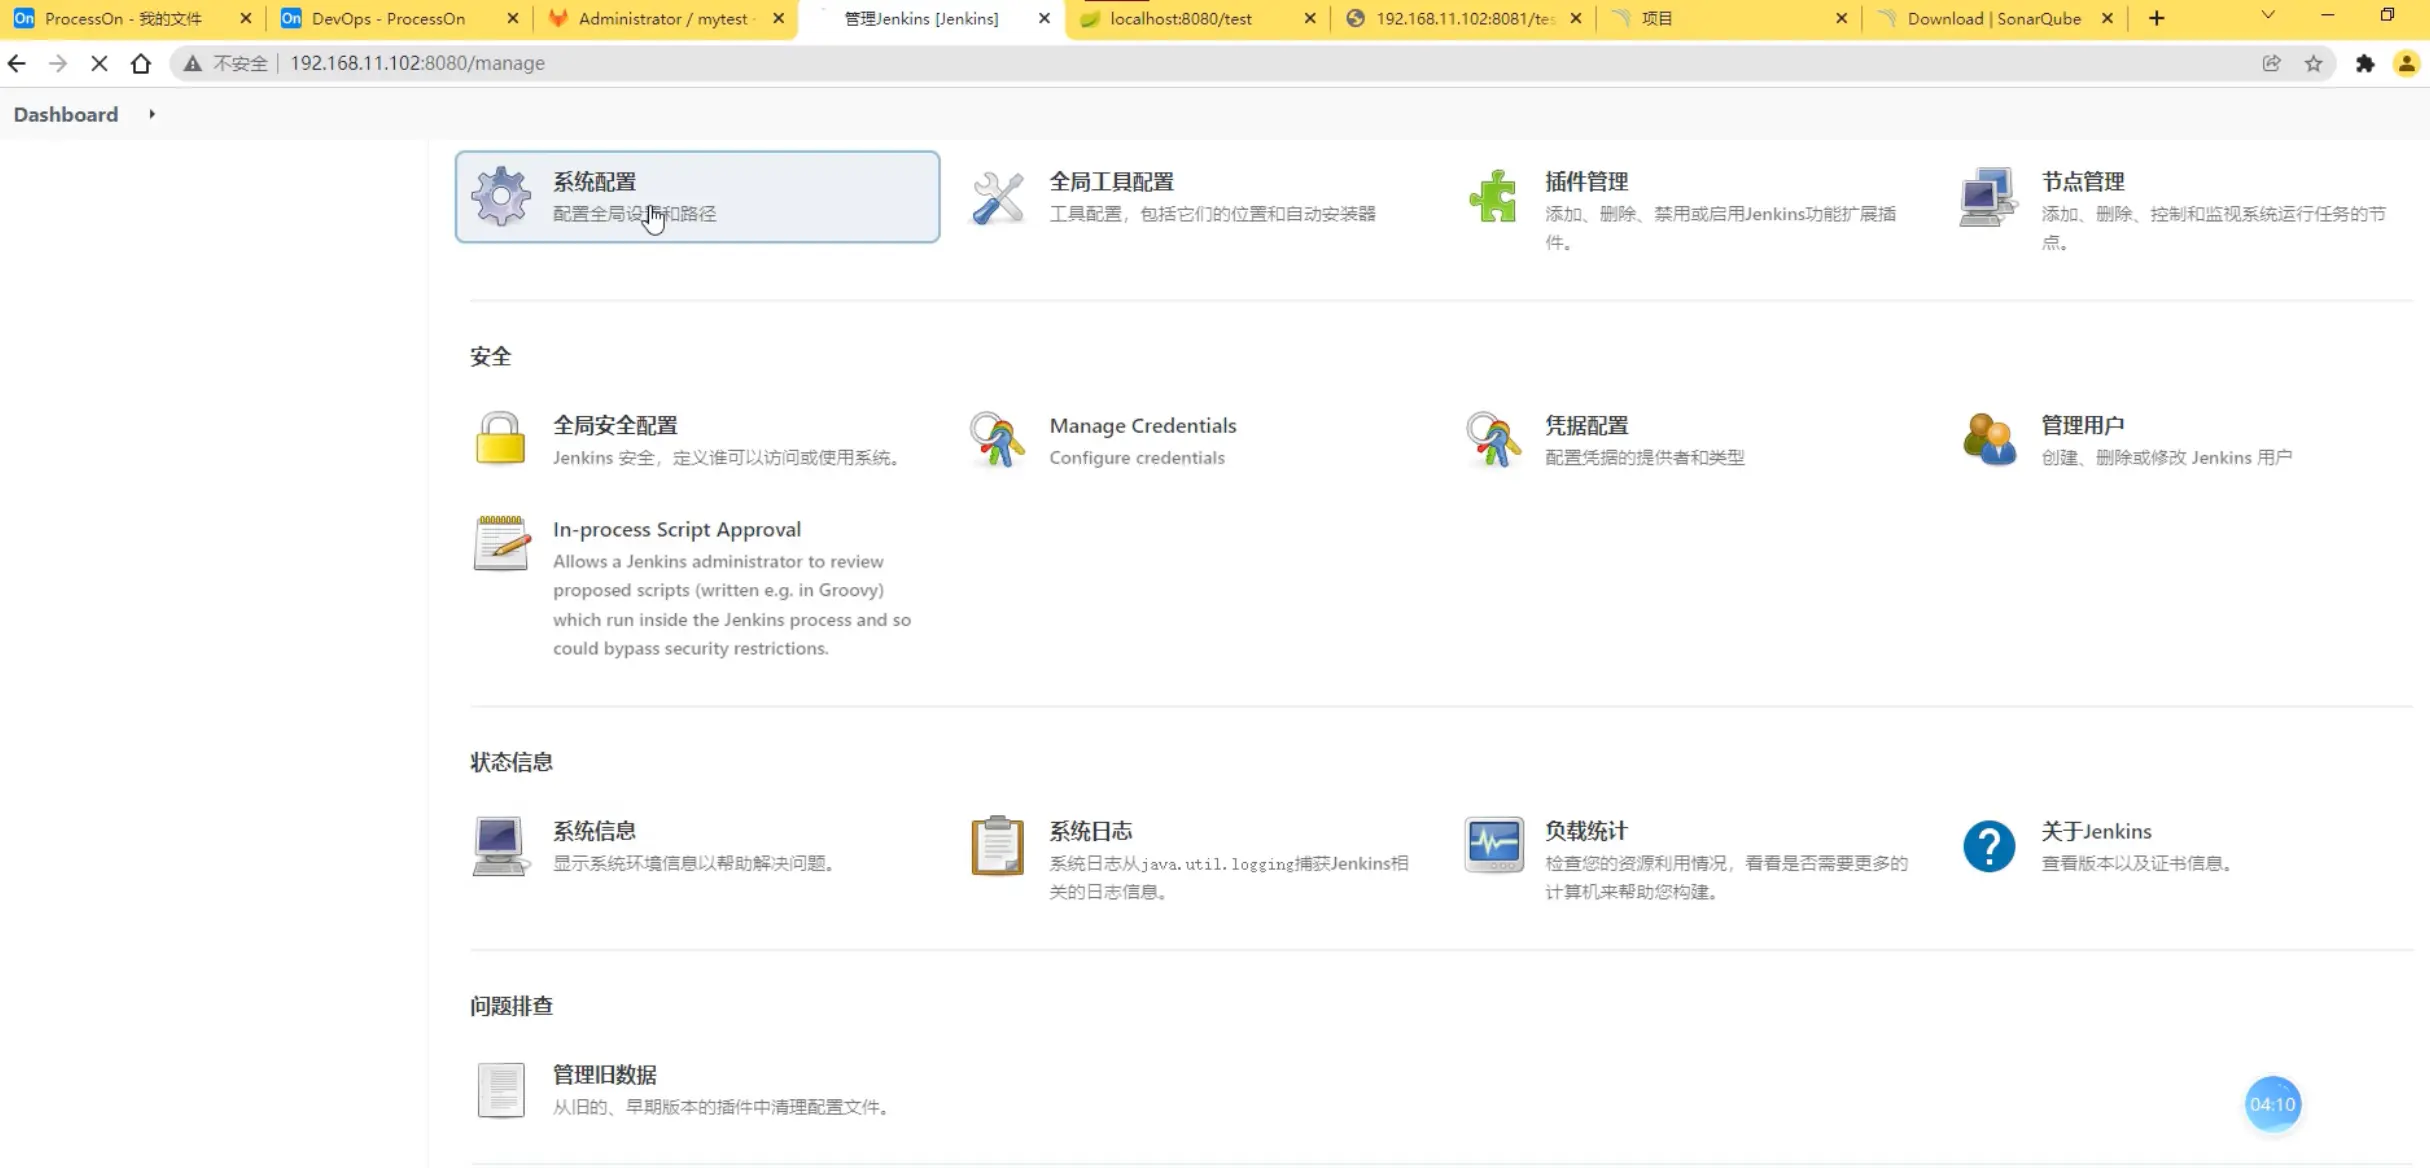 On ProcessOn - 我的文件
On DevOps - ProcessOn
Administrator / mytest
管理Jenkins [Jenkins]
localhost:8080/test
192.168.11.102:8081/tes
项目
Download | SonarQube
不安全 192.168.11.102:8080/manage
Dashboard
系统配置
配置全局设置和路径
全局工具配置
工具配置，包括它们的位置和自动安装器
插件管理
添加、删除、禁用或启用Jenkins功能扩展插
件。
节点管理
添加、删除、控制和监视系统运行任务的节
点。
安全
全局安全配置
Jenkins 安全，定义谁可以访问或使用系统。
Manage Credentials
Configure credentials
凭据配置
配置凭据的提供者和类型
管理用户
创建、删除或修改 Jenkins 用户
In-process Script Approval
Allows a Jenkins administrator to review
proposed scripts (written e.g. in Groovy)
which run inside the Jenkins process and so
could bypass security restrictions.
状态信息
系统信息
显示系统环境信息以帮助解决问题。
系统日志
系统日志从java.util.logging捕获Jenkins相
关的日志信息。
负载统计
检查您的资源利用情况，看看是否需要更多的
计算机来帮助您构建。
关于Jenkins
查看版本以及证书信息。
问题排查
管理旧数据
从旧的、早期版本的插件中清理配置文件。
04:10